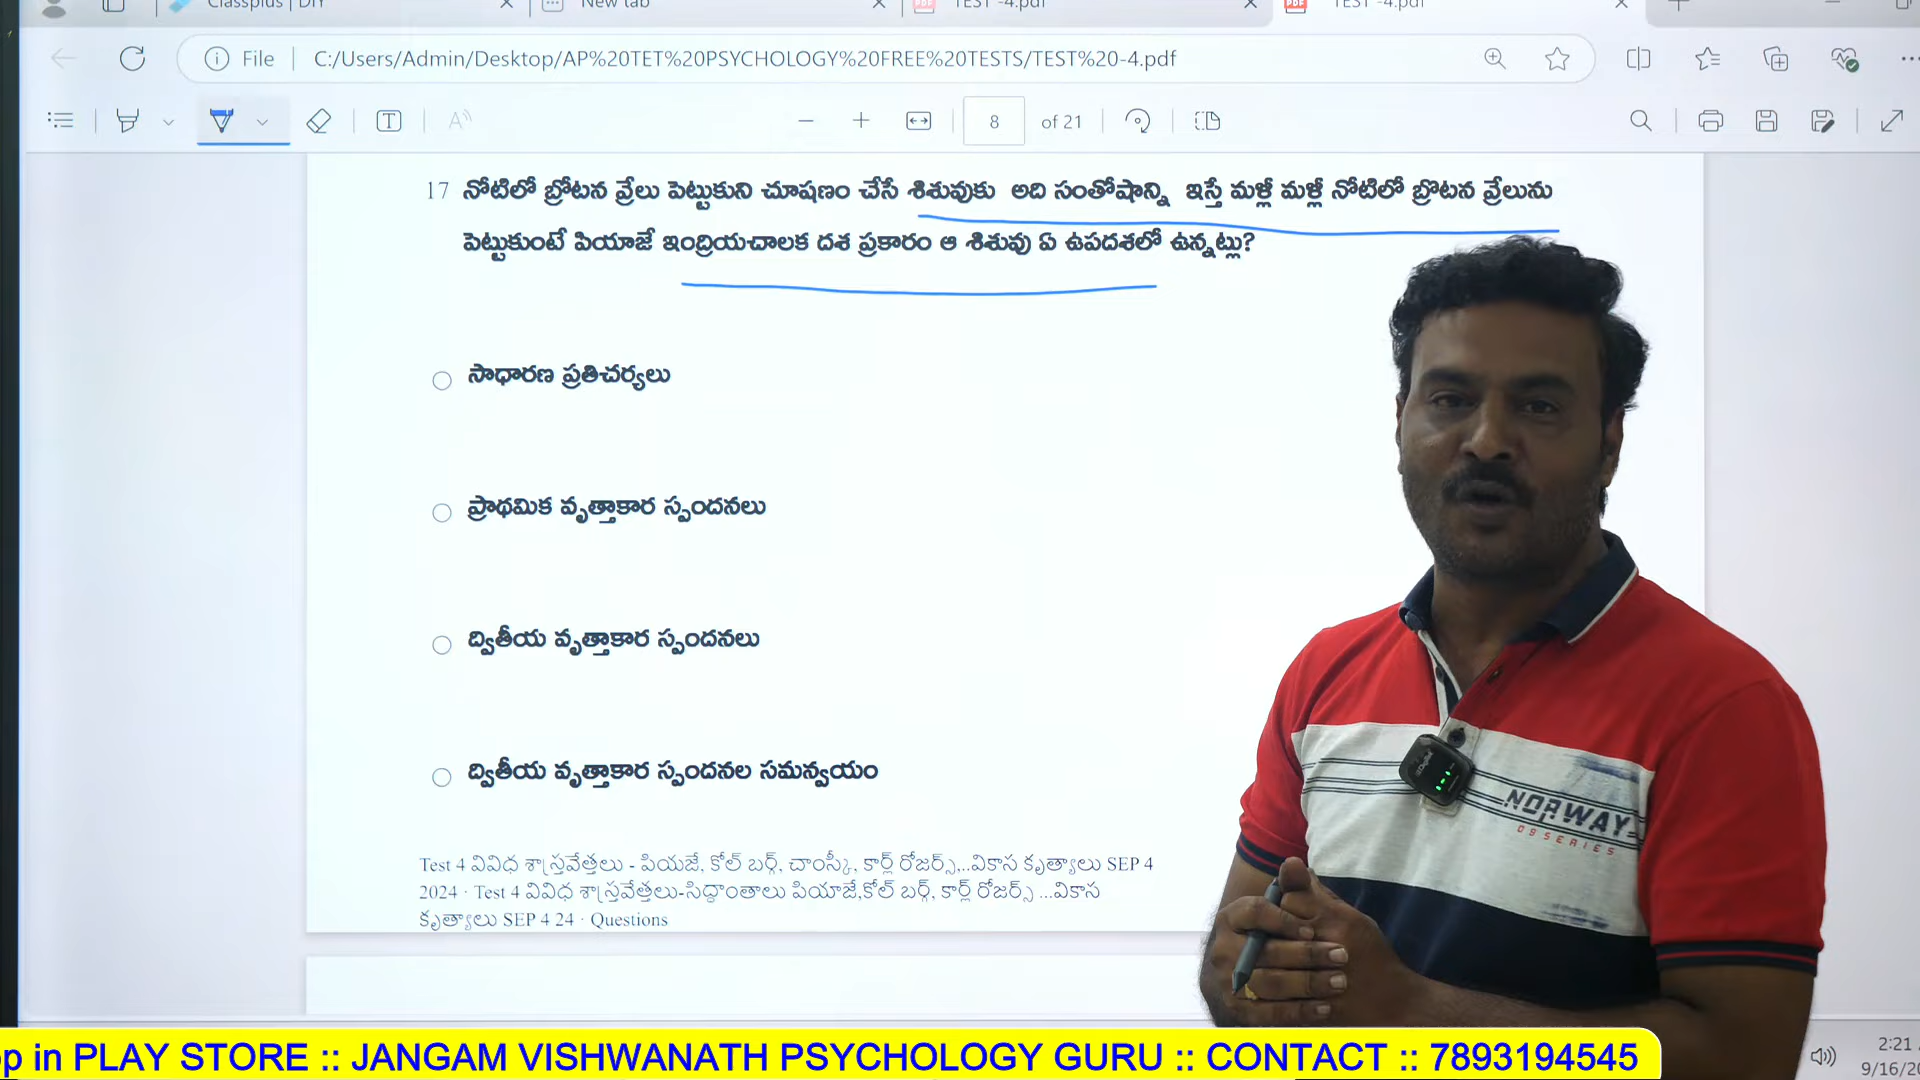 New tab
File C:/Users/Admin/Desktop/AP%20TET%20PSYCHOLOGY%20FREE%20TESTS/TEST%20-4.pdf
8 of 21
17 నోటిలో బ్రోటన వ్రేలు పెట్టుకుని చూషణం చేసే శిశువుకు అది సంతోషాన్ని ఇస్తే మళ్లీ మళ్లీ నోటిలో బ్రొటన వ్రేలును
పెట్టుకుంటే పియాజే ఇంద్రియచాలక దశ ప్రకారం ఆ శిశువు ఏ ఉపదశలో ఉన్నట్లు?
సాధారణ ప్రతిచర్యలు
ప్రాథమిక వృత్తాకార స్పందనలు
ద్వితీయ వృత్తాకార స్పందనలు
ద్వితీయ వృత్తాకార స్పందనల సమన్వయం
Test 4 వివిధ శాస్త్రవేత్తలు - పియజే, కోల్ బర్గ్, చాంస్కీ, కార్ల్ రోజర్స్,..వికాస కృత్యాలు SEP 4
2024 · Test 4 వివిధ శాస్త్రవేత్తలు-సిద్ధాంతాలు పియాజే,కోల్ బర్గ్, కార్ల్ రోజర్స్ ...వికాస
కృత్యాలు SEP 4 24 · Questions
NORWAY
OBSERIES
in PLAY STORE :: JANGAM VISHWANATH PSYCHOLOGY GURU :: CONTACT :: 7893194545
2:21